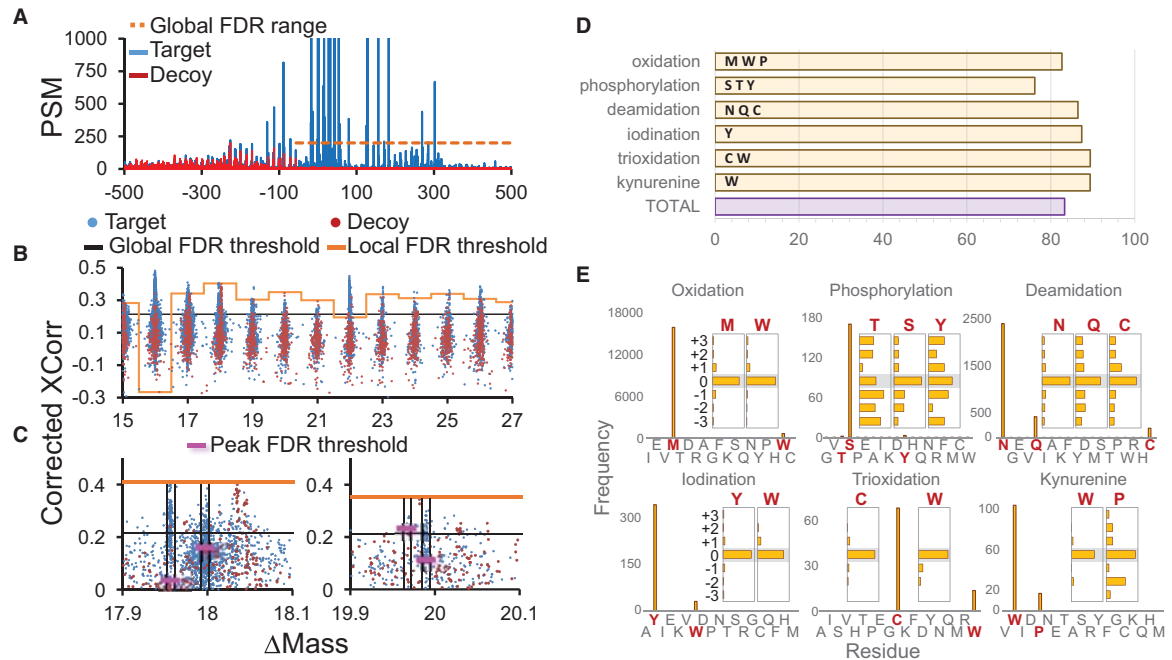 A
Global FDR range
Target
Decoy
PSM
1000
750
500
250
0
-500 -300 -100 100 300 500
Target Decoy
Global FDR threshold Local FDR threshold
B
Corrected XCorr
0.5
0.3
0.1
-0.1
-0.3
15 17 19 21 23 25 27
C
Peak FDR threshold
0.4
0.2
0
17.9 18 18.1
0.4
0.2
0
19.9 20 20.1
ΔMass
D
oxidation M W P
phosphorylation S T Y
deamidation N Q C
iodination Y
trioxidation C W
kynurenine W
TOTAL
0 20 40 60 80 100
E
Frequency
Oxidation
18000
12000
6000
0
M W
+3
+2
+1
0
-1
-2
-3
E M D A F S N P W
I V T R G K Q Y H C
Phosphorylation
180
120
80
60
40
20
0
T S Y
V S E I D H N F C
G T P A K Y Q R M W
Deamidation
2500
1500
500
0
N Q C
N E Q A F D S P R C
G V I K Y M T W H
Iodination
300
150
0
Y W
+3
+2
+1
0
-1
-2
-3
Y E V D N S G Q H
A I K W P T R C F M
Trioxidation
60
30
0
C W
I V T E C F Y Q R
A S H P G K D N M W
Kynurenine
100
60
20
0
W P
W D N T S Y G K H
V I P E A R F C Q M
Residue